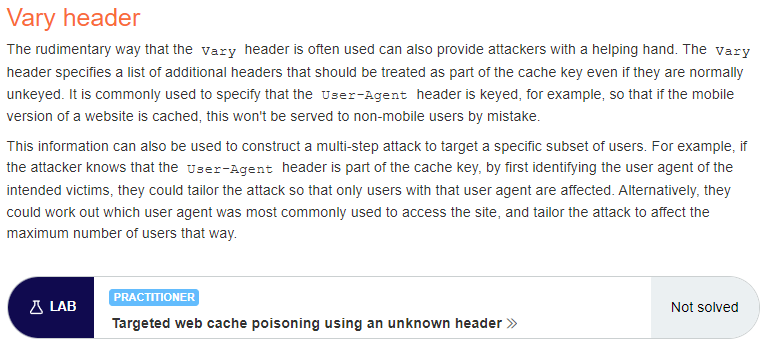 Vary header
The rudimentary way that the Vary header is often used can also provide attackers with a helping hand. The Vary
header specifies a list of additional headers that should be treated as part of the cache key even if they are normally
unkeyed. It is commonly used to specify that the User-Agent header is keyed, for example, so that if the mobile
version of a website is cached, this won't be served to non-mobile users by mistake.
This information can also be used to construct a multi-step attack to target a specific subset of users. For example, if
the attacker knows that the User-Agent header is part of the cache key, by first identifying the user agent of the
intended victims, they could tailor the attack so that only users with that user agent are affected. Alternatively, they
could work out which user agent was most commonly used to access the site, and tailor the attack to affect the
maximum number of users that way.
LAB
PRACTITIONER
Targeted web cache poisoning using an unknown header »
Not solved